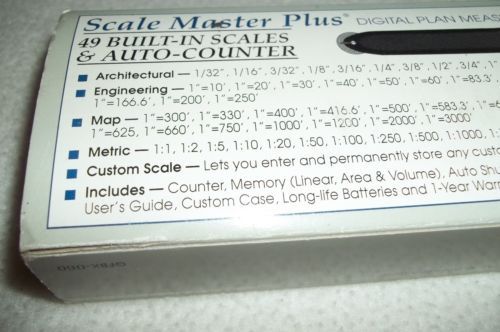 Scale Master Plus® DIGITAL PLAN MEAS
49 BUILT-IN SCALES
& AUTO-COUNTER
■ Architectural — 1/32", 1/16", 3/32", 1/8", 3/16", 1/4", 3/8", 1/2", 3/4", 1"
■ Engineering — 1"=10', 1"=20', 1"=30', 1"=40', 1"=50', 1"=60', 1"=83.3'
1"=166.6', 1"=200', 1"=250'
■ Map — 1"=300', 1"=330', 1"=400', 1"=416.6', 1"=500', 1"=583.3',
1"=625, 1"=660', 1"=750', 1"=1000', 1"=1200', 1"=2000', 1"=3000'
■ Metric — 1:1, 1:2, 1:5, 1:10, 1:20, 1:50, 1:100, 1:250, 1:500, 1:1000,
■ Custom Scale — Lets you enter and permanently store any custo
■ Includes — Counter, Memory (Linear, Area & Volume), Auto Shu
User's Guide, Custom Case, Long-life Batteries and 1-Year Warr